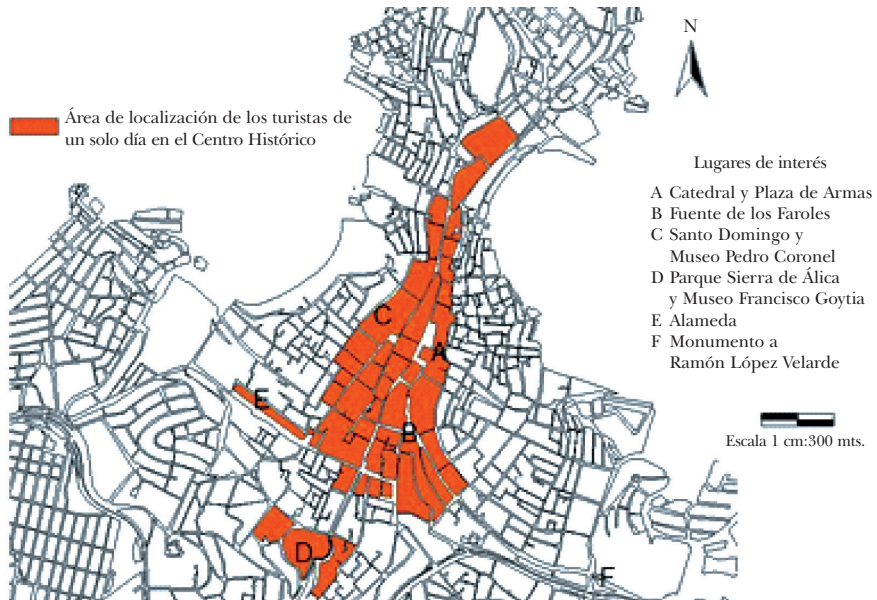 N
Área de localización de los turistas de
un solo día en el Centro Histórico
Lugares de interés
A Catedral y Plaza de Armas
B Fuente de los Faroles
C Santo Domingo y
Museo Pedro Coronel
D Parque Sierra de Álica
y Museo Francisco Goytia
E Alameda
F Monumento a
Ramón López Velarde
Escala 1 cm:300 mts.
C
A
E
B
D
F